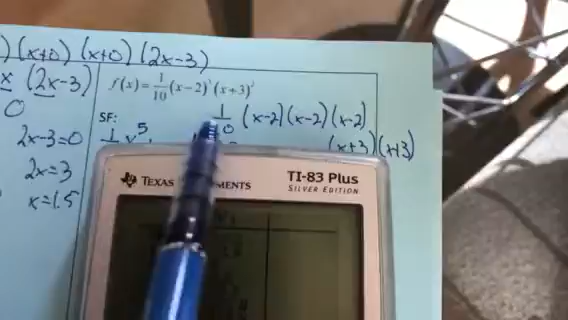 )(x+0)(x+0)(2x-3)
x (2x-3)
0
2x-3=0
2x=3
x=1.5
f(x)=1/10(x-2)³(x+3)²
SF:
1/10 (x-2)(x-2)(x-2)
(x+3)(x+3)
x⁵
TEXAS
TI-83 Plus
SILVER EDITION